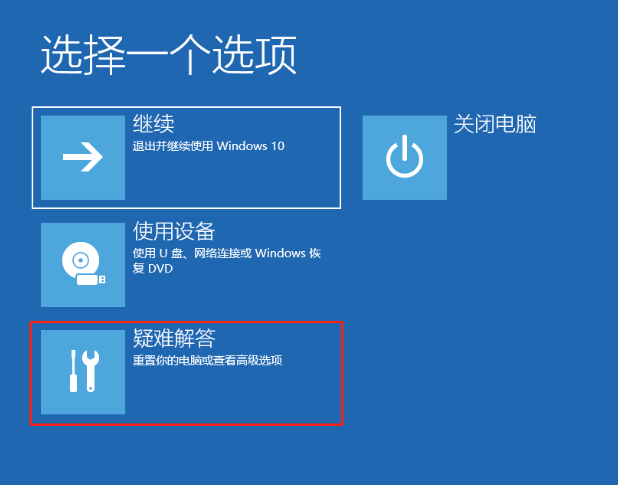 选择一个选项
继续
退出并继续使用 Windows 10
关闭电脑
使用设备
使用 U 盘、网络连接或 Windows 恢
复 DVD
疑难解答
重置你的电脑或查看高级选项